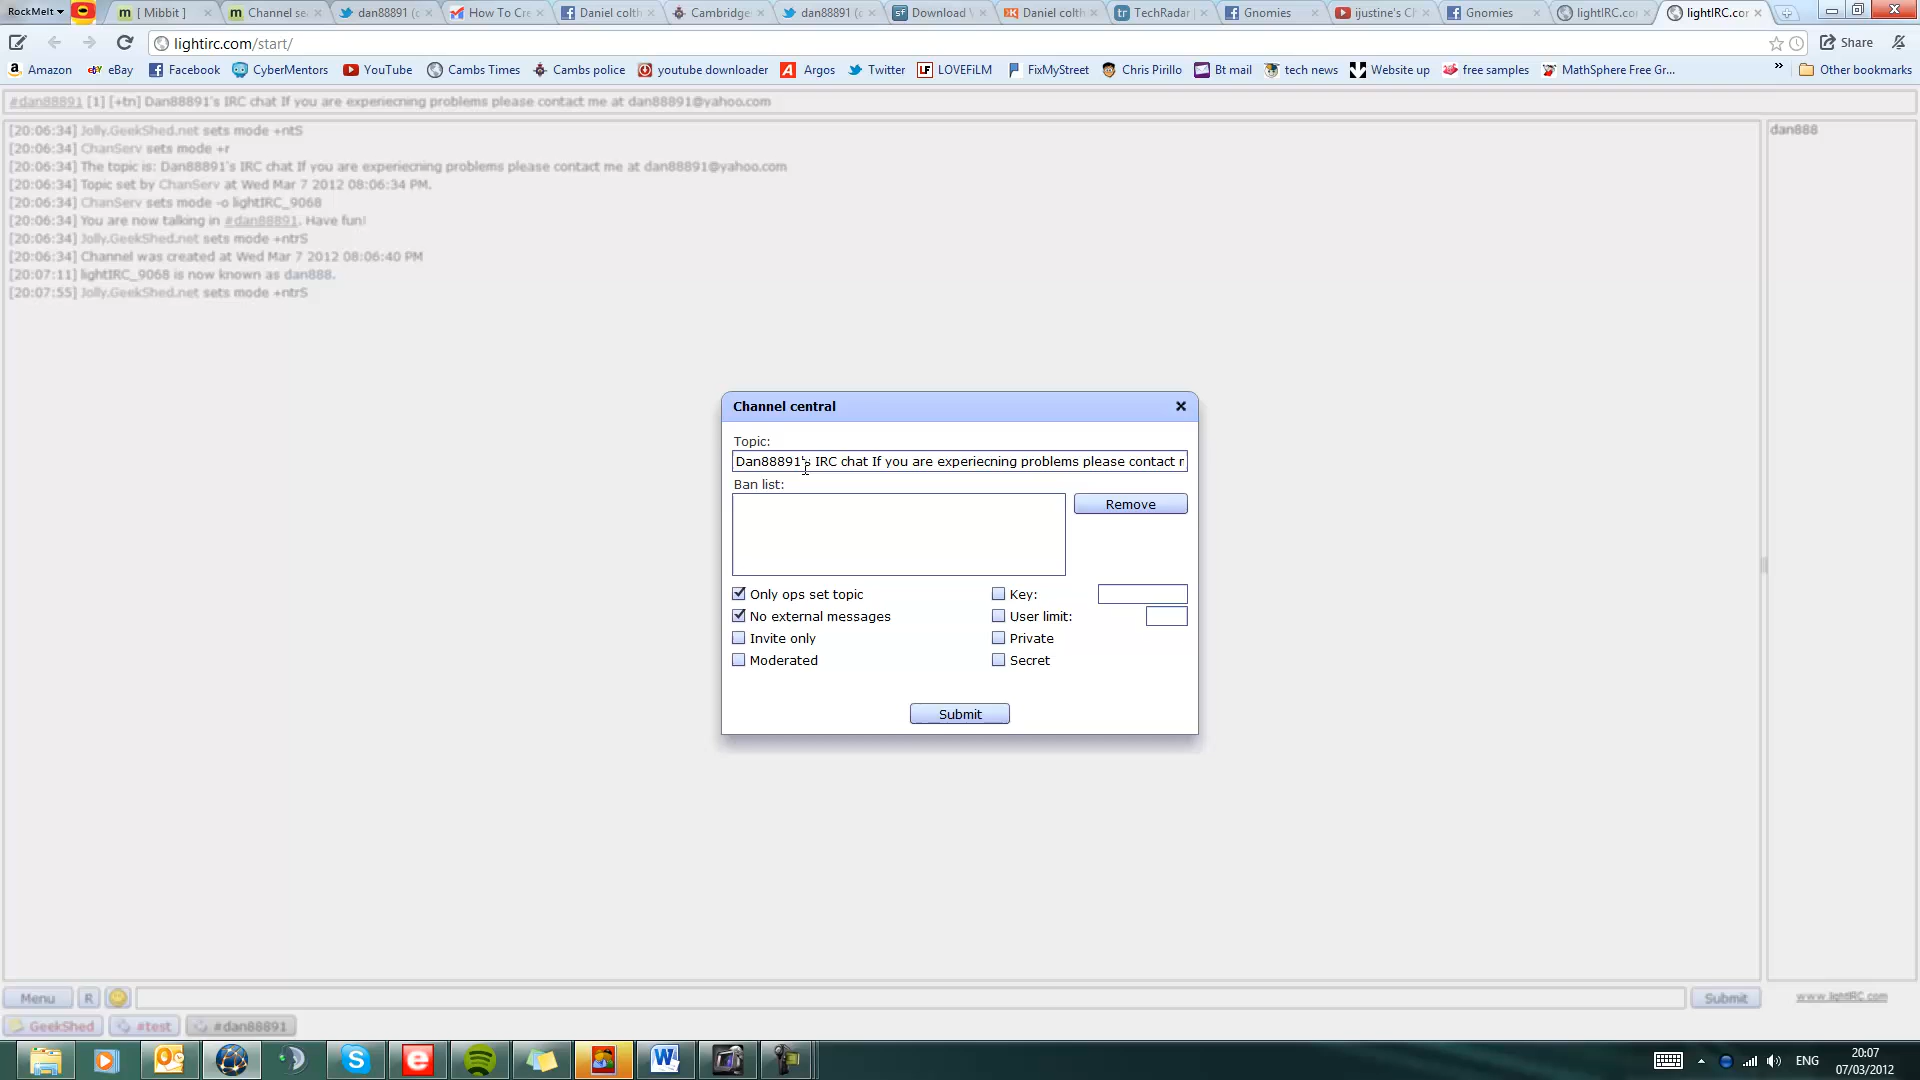 RockMelt
[ Mibbit ]
Channel se
dan88891 (
How To Cre
Daniel colth
Cambridge
dan88891 (
Download
Daniel colth
TechRadar
Gnomies
ijustine's C
Gnomies
lightIRC.co
lightIRC.cor
lightirc.com/start/
Share
Amazon
eBay
Facebook
CyberMentors
YouTube
Cambs Times
Cambs police
youtube downloader
Argos
Twitter
LOVEFiLM
FixMyStreet
Chris Pirillo
Bt mail
tech news
Website up
free samples
MathSphere Free Gr...
»
Other bookmarks
#dan88891 [1] [+tn] Dan88891's IRC chat If you are experiecning problems please contact me at dan88891@yahoo.com
[20:06:34] Jolly.GeekShed.net sets mode +ntS
[20:06:34] ChanServ sets mode +r
[20:06:34] The topic is: Dan88891's IRC chat If you are experiecning problems please contact me at dan88891@yahoo.com
[20:06:34] Topic set by ChanServ at Wed Mar 7 2012 08:06:34 PM.
[20:06:34] ChanServ sets mode -o lightIRC_9068
[20:06:34] You are now talking in #dan88891. Have fun!
[20:06:34] Jolly.GeekShed.net sets mode +ntrS
[20:06:34] Channel was created at Wed Mar 7 2012 08:06:40 PM
[20:07:11] lightIRC_9068 is now known as dan888.
[20:07:55] Jolly.GeekShed.net sets mode +ntrS
dan888
Channel central
Topic:
Dan88891's IRC chat If you are experiecning problems please contact r
Ban list:
Remove
Only ops set topic
Key:
No external messages
User limit:
Invite only
Private
Moderated
Secret
Submit
Menu
R
Submit
www.lightIRC.com
GeekShed
#test
#dan88891
ENG
20:07
07/03/2012